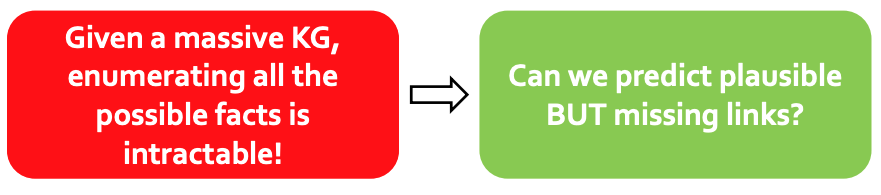 Given a massive KG,
enumerating all the
possible facts is
intractable!
Can we predict plausible
BUT missing links?